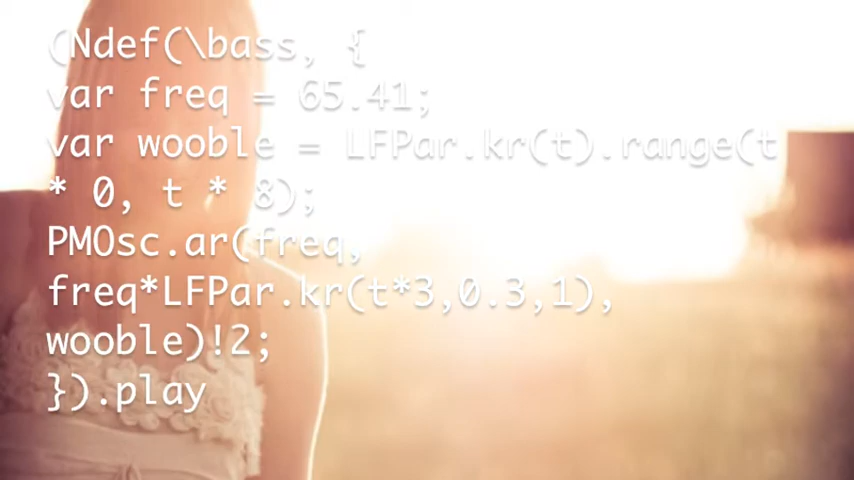 (Ndef(\bass, {
var freq = 65.41;
var wooble = LFPar.kr(t).range(t
* 0, t * 8);
PMOsc.ar(freq,
freq*LFPar.kr(t*3,0.3,1),
wooble)!2;
}).play